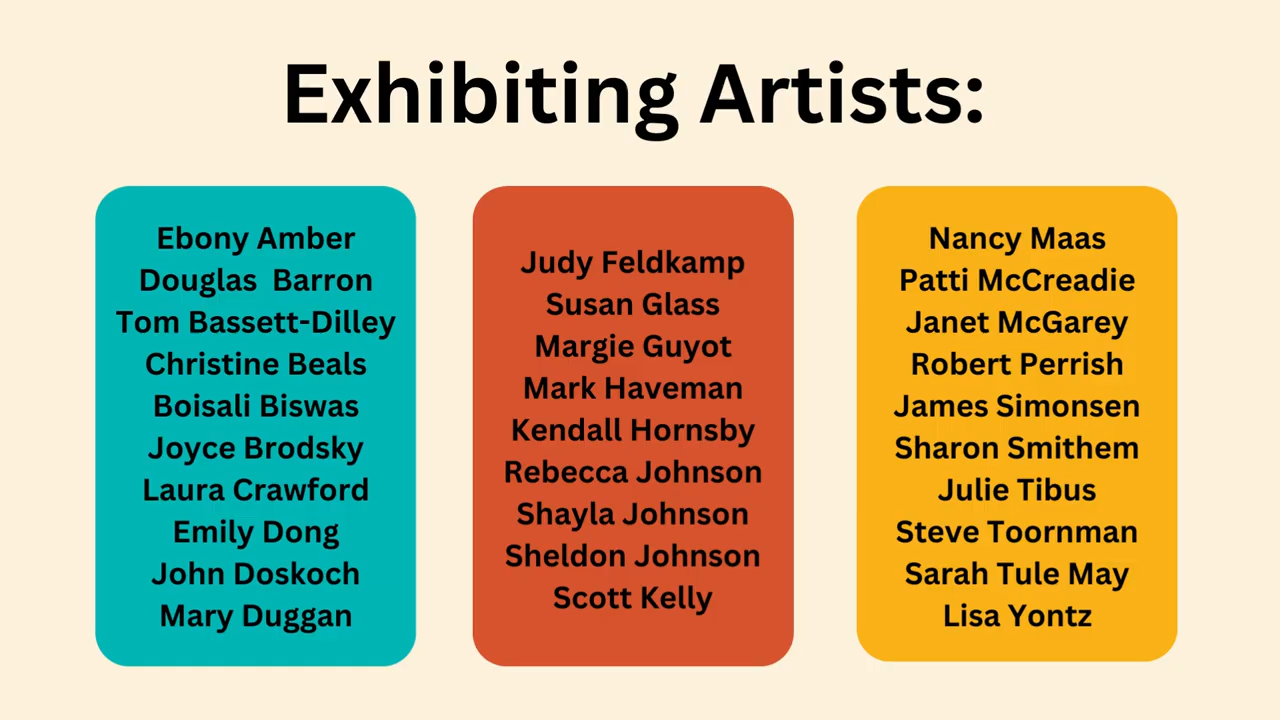 Exhibiting Artists:
Ebony Amber
Douglas  Barron
Tom Bassett-Dilley
Christine Beals
Boisali Biswas
Joyce Brodsky
Laura Crawford
Emily Dong
John Doskoch
Mary Duggan
Judy Feldkamp
Susan Glass
Margie Guyot
Mark Haveman
Kendall Hornsby
Rebecca Johnson
Shayla Johnson
Sheldon Johnson
Scott Kelly
Nancy Maas
Patti McCreadie
Janet McGarey
Robert Perrish
James Simonsen
Sharon Smithem
Julie Tibus
Steve Toornman
Sarah Tule May
Lisa Yontz